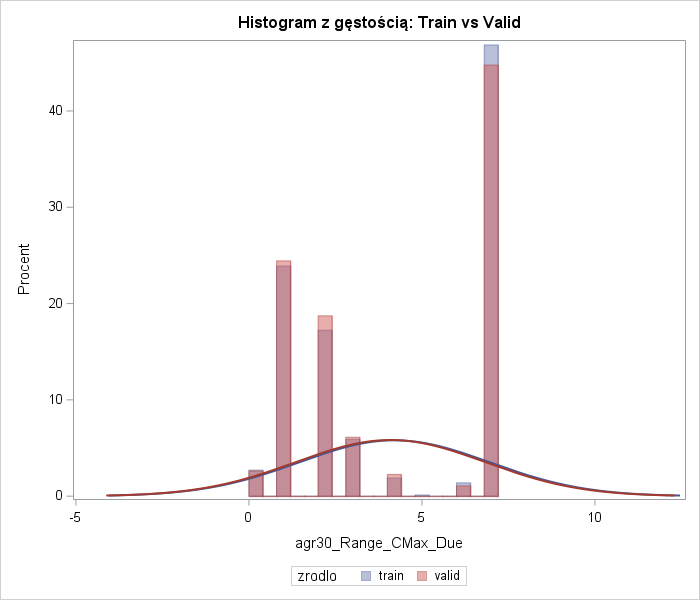 Histogram z gęstością: Train vs Valid
40
30
20
10
0
Procent
-5 0 5 10
agr30_Range_CMax_Due
zrodlo train valid